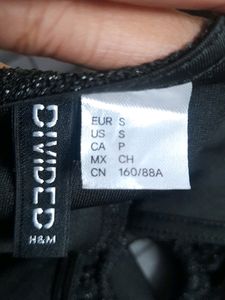 DIVIDED
H&M
EUR S
US S
CA P
MX CH
CN 160/88A